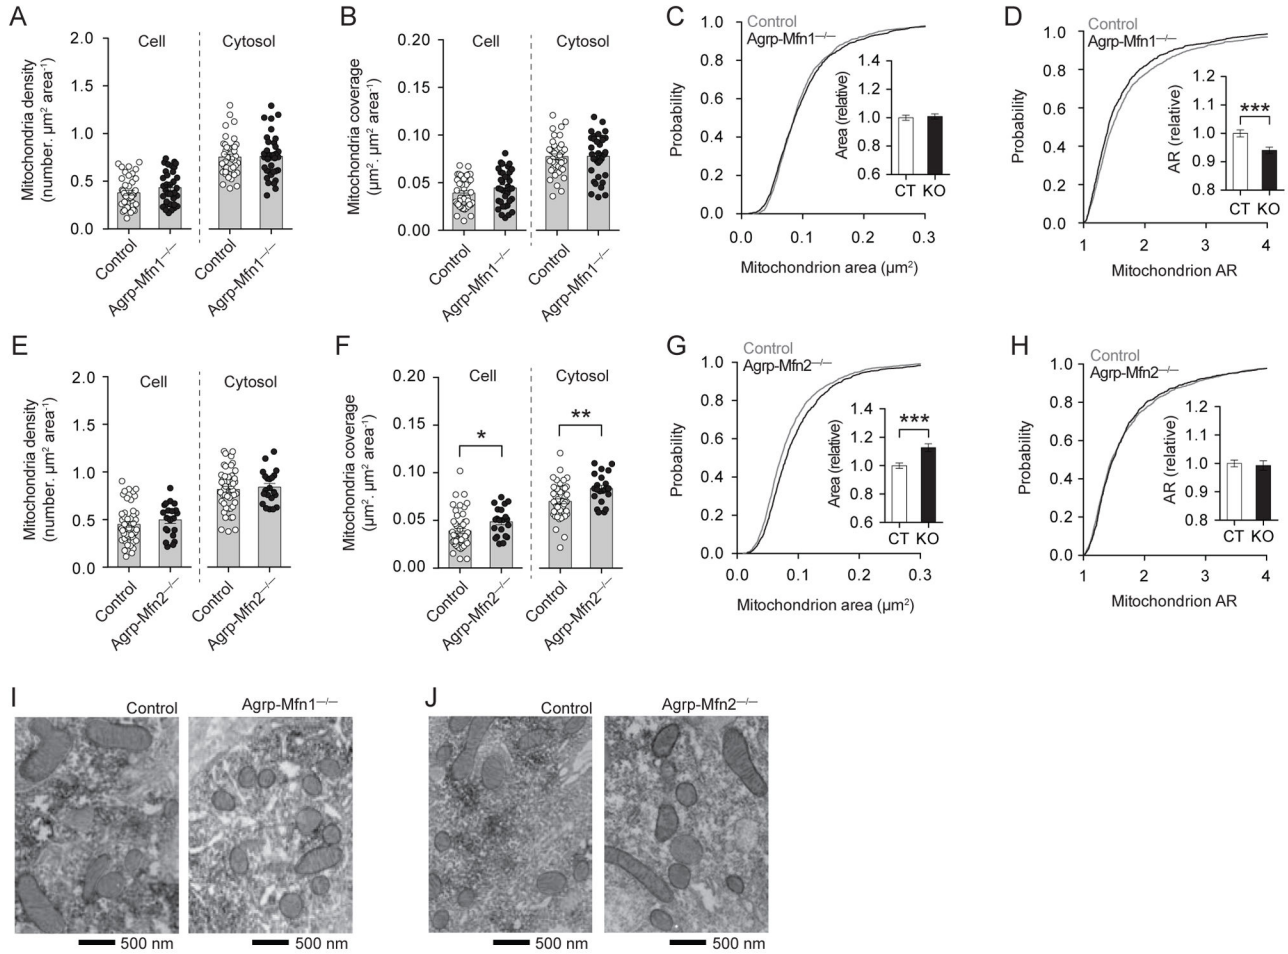 A
Mitochondria density
(number. µm² area⁻¹)
2.0
1.5
1.0
0.5
0.0
Cell
Cytosol
Control
Agrp-Mfn1⁻/⁻
Control
Agrp-Mfn1⁻/⁻
B
Mitochondria coverage
(µm². µm² area⁻¹)
0.20
0.15
0.10
0.05
0.00
Cell
Cytosol
Control
Agrp-Mfn1⁻/⁻
Control
Agrp-Mfn1⁻/⁻
C
Control
Agrp-Mfn1⁻/⁻
Probability
1.0
0.8
0.6
0.4
0.2
0.0
0.0 0.1 0.2 0.3
Mitochondrion area (µm²)
Area (relative)
1.4
1.2
1.0
0.8
0.6
CT KO
D
Control
Agrp-Mfn1⁻/⁻
Probability
1.0
0.8
0.6
0.4
0.2
0.0
1 2 3 4
Mitochondrion AR
AR (relative)
1.2
1.1
1.0
0.9
0.8
***
CT KO
E
Mitochondria density
(number. µm² area⁻¹)
2.0
1.5
1.0
0.5
0.0
Cell
Cytosol
Control
Agrp-Mfn2⁻/⁻
Control
Agrp-Mfn2⁻/⁻
F
Mitochondria coverage
(µm². µm² area⁻¹)
0.20
0.15
0.10
0.05
0.00
Cell
Cytosol
*
**
Control
Agrp-Mfn2⁻/⁻
Control
Agrp-Mfn2⁻/⁻
G
Control
Agrp-Mfn2⁻/⁻
Probability
1.0
0.8
0.6
0.4
0.2
0.0
0.0 0.1 0.2 0.3
Mitochondrion area (µm²)
Area (relative)
1.4
1.2
1.0
0.8
0.6
***
CT KO
H
Control
Agrp-Mfn2⁻/⁻
Probability
1.0
0.8
0.6
0.4
0.2
0.0
1 2 3 4
Mitochondrion AR
AR (relative)
1.2
1.1
1.0
0.9
0.8
CT KO
I
Control
Agrp-Mfn1⁻/⁻
500 nm
500 nm
J
Control
Agrp-Mfn2⁻/⁻
500 nm
500 nm